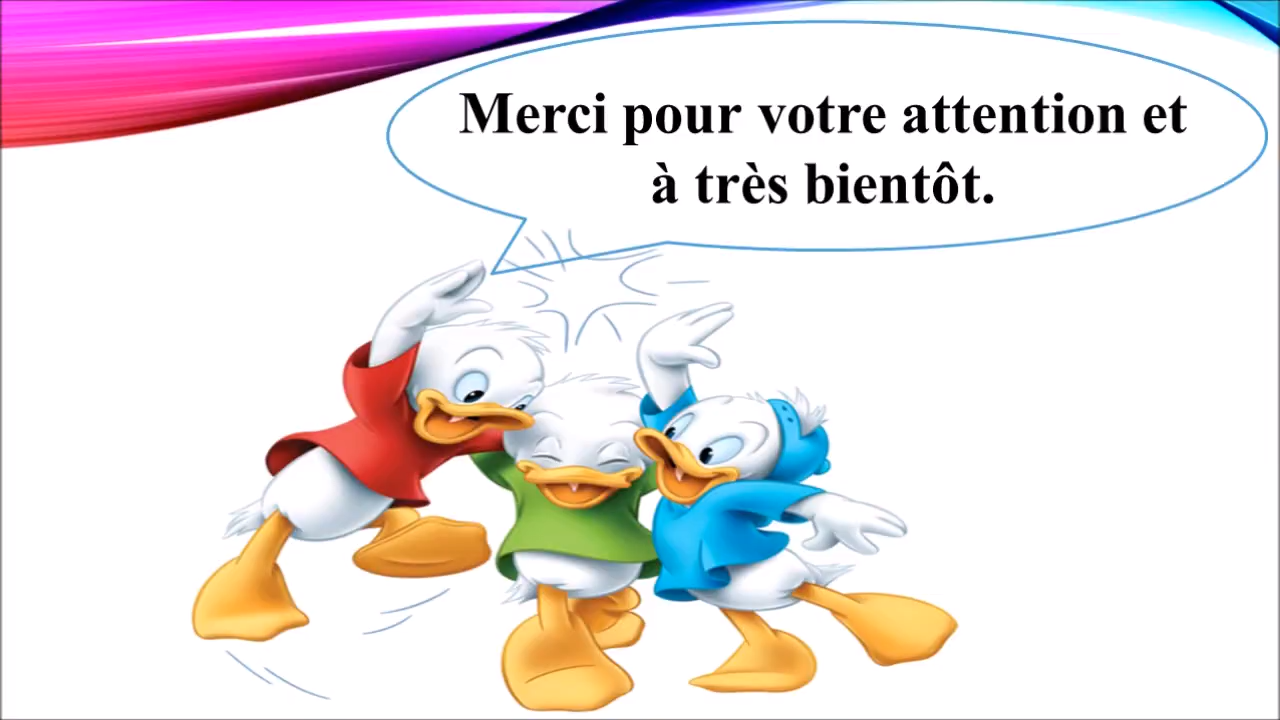 Merci pour votre attention et
à très bientôt.